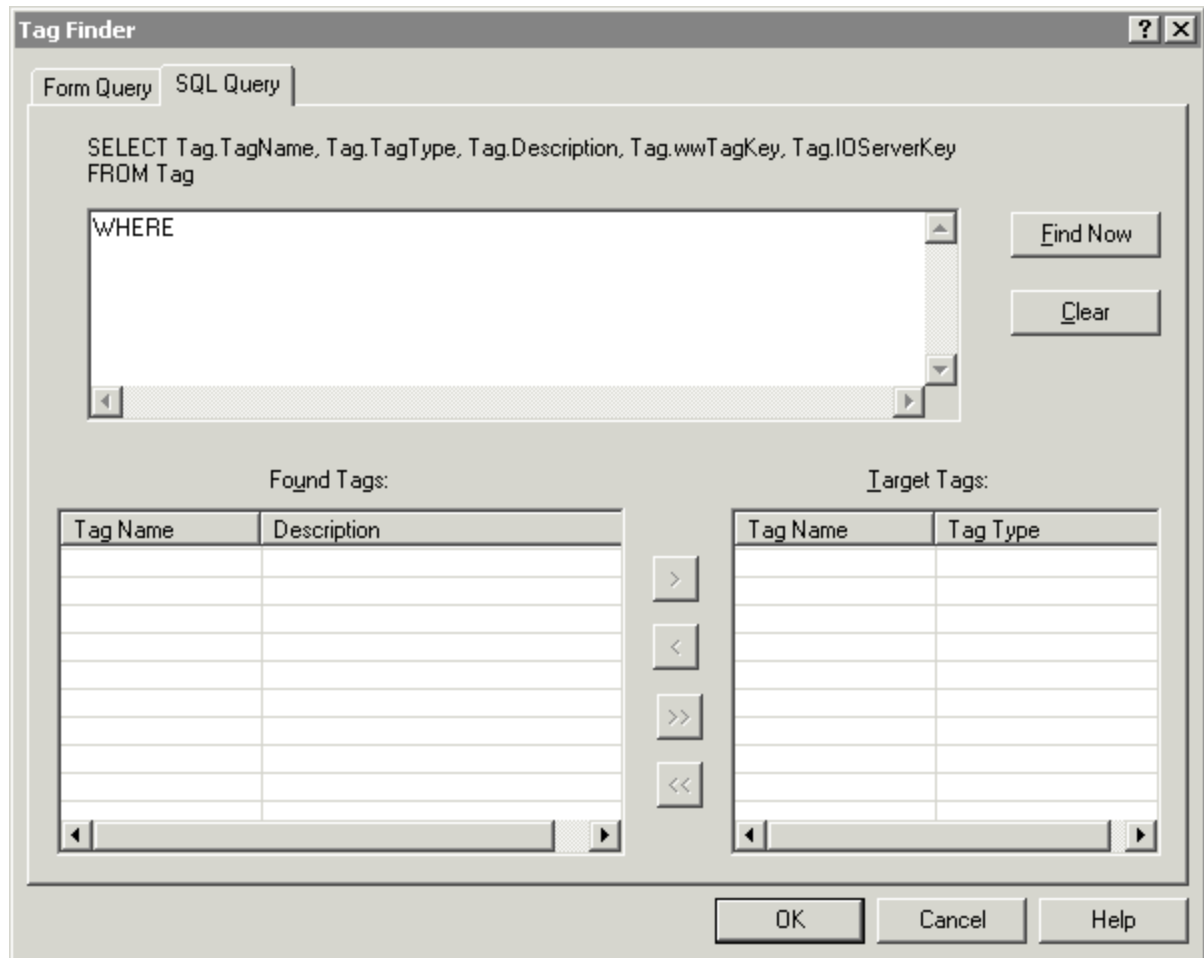 Tag Finder
? X
Form Query SQL Query
SELECT Tag.TagName, Tag.TagType, Tag.Description, Tag.wwTagKey, Tag.IOServerKey
FROM Tag
WHERE
Find Now
Clear
Found Tags: Target Tags:
Tag Name Description Tag Name Tag Type
>
<
>>
<<
OK Cancel Help